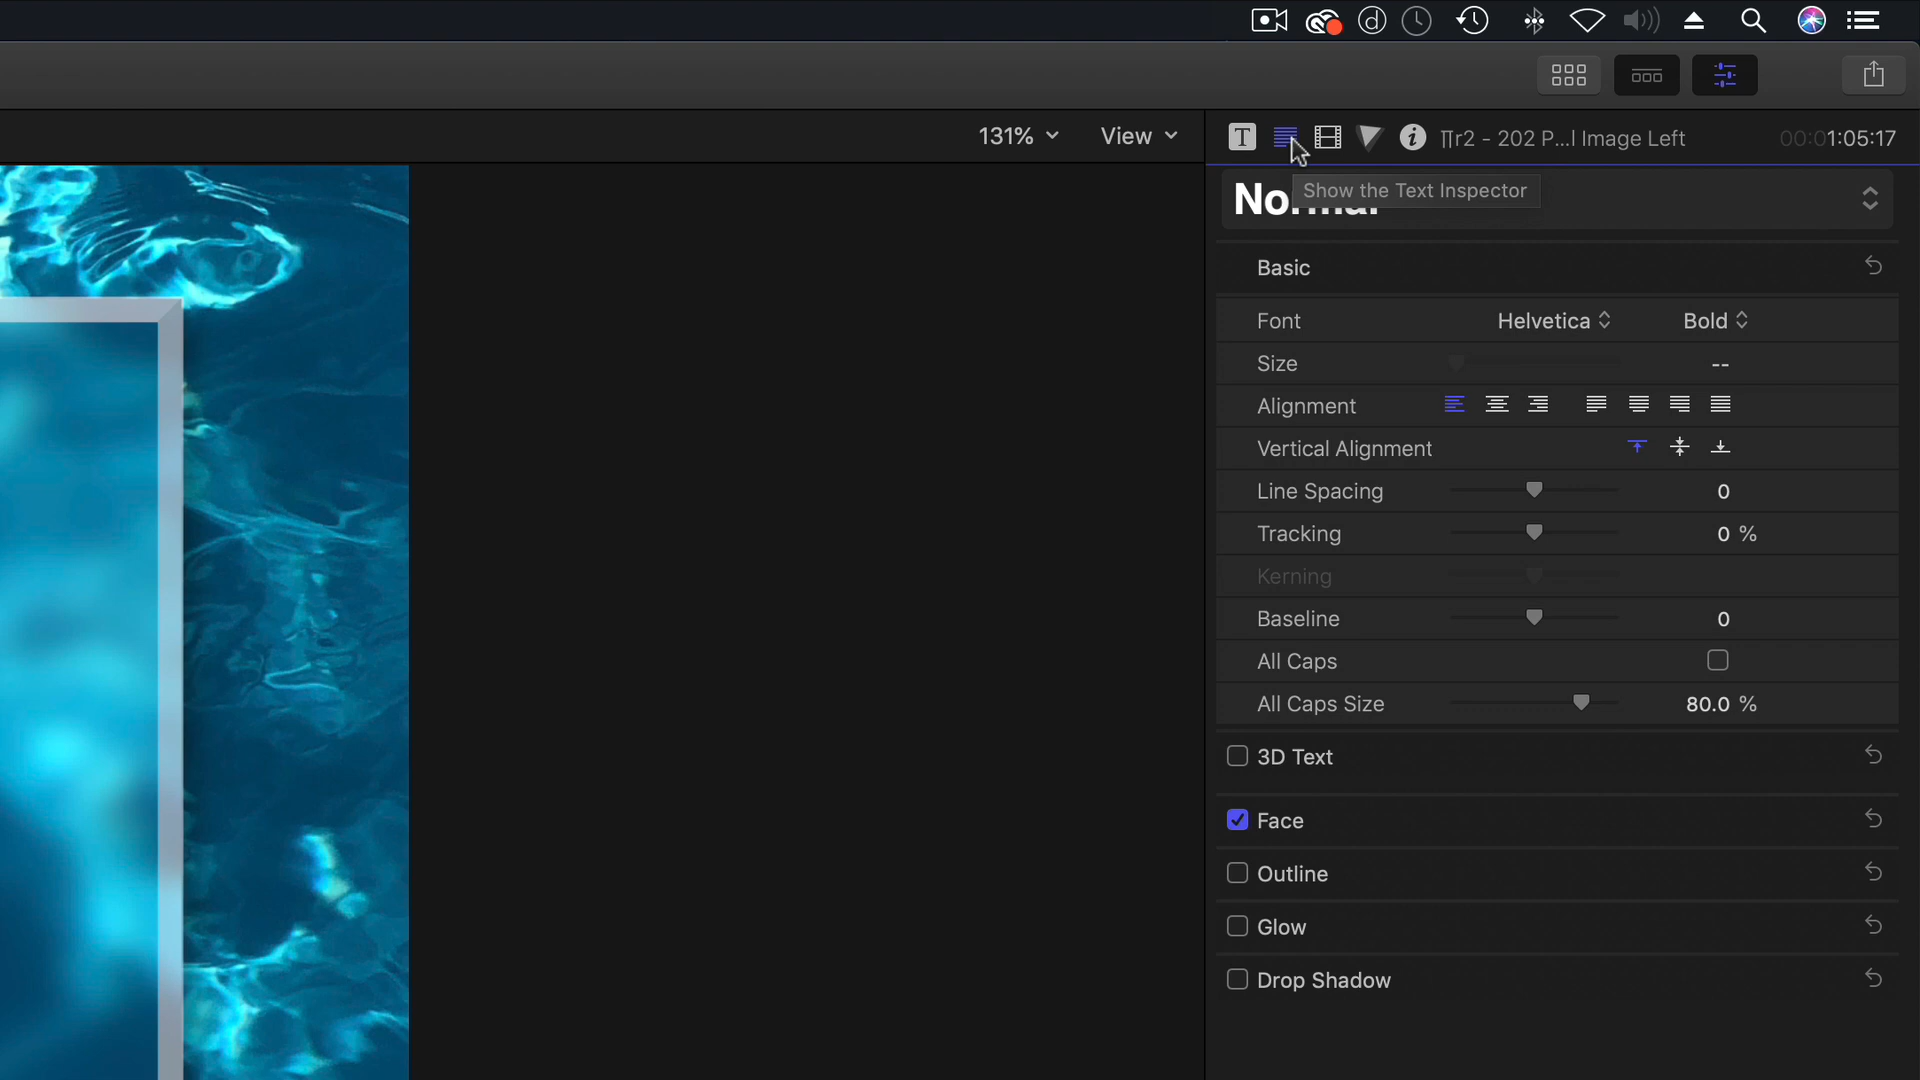 131% View T i ∏r2 - 202 P...l Image Left 00:01:05:17
Show the Text Inspector
Normal
Basic
Font Helvetica Bold
Size --
Alignment
Vertical Alignment
Line Spacing 0
Tracking 0 %
Kerning
Baseline 0
All Caps
All Caps Size 80.0 %
3D Text
Face
Outline
Glow
Drop Shadow